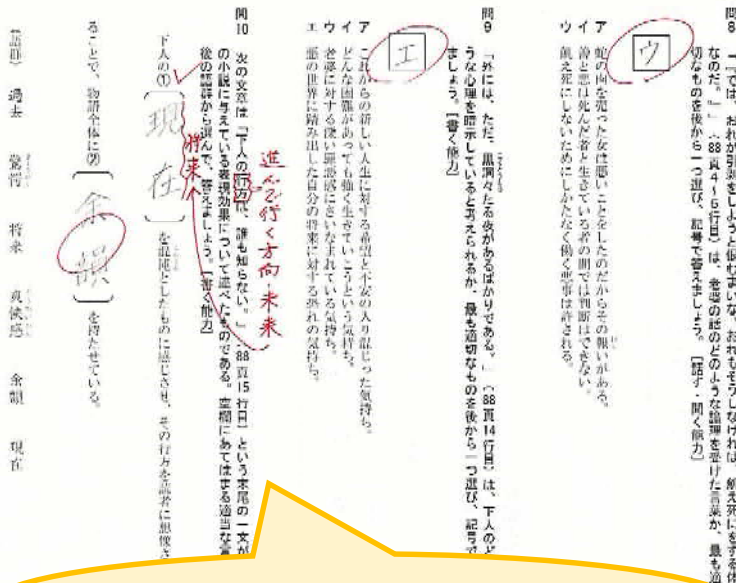 問8 「『では、おれが引剥をしようと恨むまいな。おれもそうしなければ、飢え死にをする体
なのだ。』」(88頁4～5行目)は、老婆の話のどのような論理を受けた言葉か、最も適
切なものを後から一つ選び、記号で答えましょう。[話す・聞く能力]
ウ
ア 蛇の肉を売った女は悪いことをしたのだからその報いがある。
イ 善と悪は死んだ者と生きている者の間では判断はできない。
ウ 飢え死にしないためにしかたなく働く悪事は許される。
問9 「外には、ただ、黒洞々たる夜があるばかりである。」(88頁14行目)は、下人のど
うな心理を暗示していると考えられるか、最も適切なものを後から一つ選び、記号で
ましょう。[書く能力]
エ
ア これからの新しい人生に対する希望と不安の入り混じった気持ち。
イ どんな困難があっても強く生きていこうという気持ち。
ウ 老婆に対する深い罪悪感にさいなまれている気持ち。
エ 悪の世界に踏み出した自分の将来に対する恐れの気持ち。
進んで行く方向・未来
問10 次の文章は「下人の行方は、誰も知らない。」(88頁15行目)という末尾の一文が
の小説に与えている表現効果について述べたものである。空欄にあてはまる適当な言
後の語群から選んで、答えましょう。[書く能力]
将来
下人の①〔現在〕を混沌としたものに感じさせ、その行方を読者に想像さ
ることで、物語全体に②〔余韻〕を持たせている。
(語群) 過去 驚愕 将来 爽快感 余韻 現在